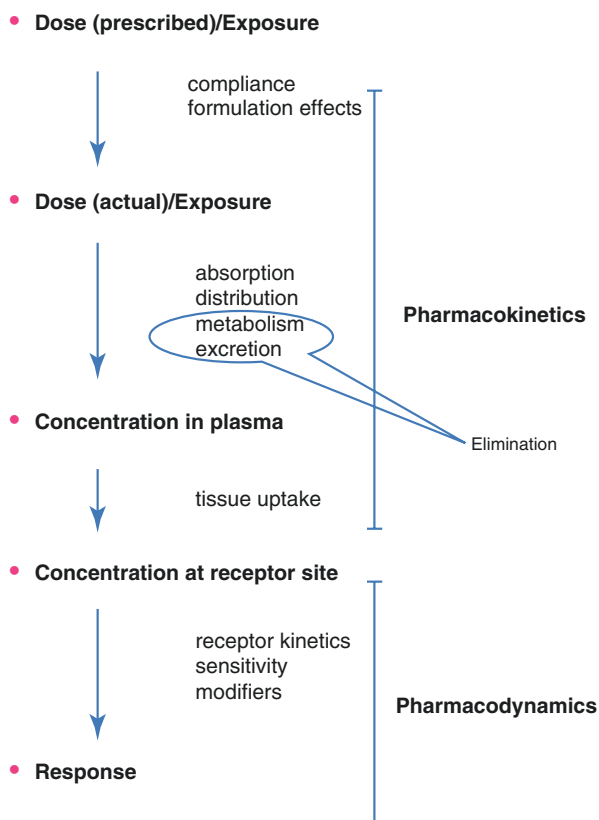 • Dose (prescribed)/Exposure
compliance
formulation effects
• Dose (actual)/Exposure
absorption
distribution
metabolism
excretion
Pharmacokinetics
• Concentration in plasma
Elimination
tissue uptake
• Concentration at receptor site
receptor kinetics
sensitivity
modifiers
Pharmacodynamics
• Response